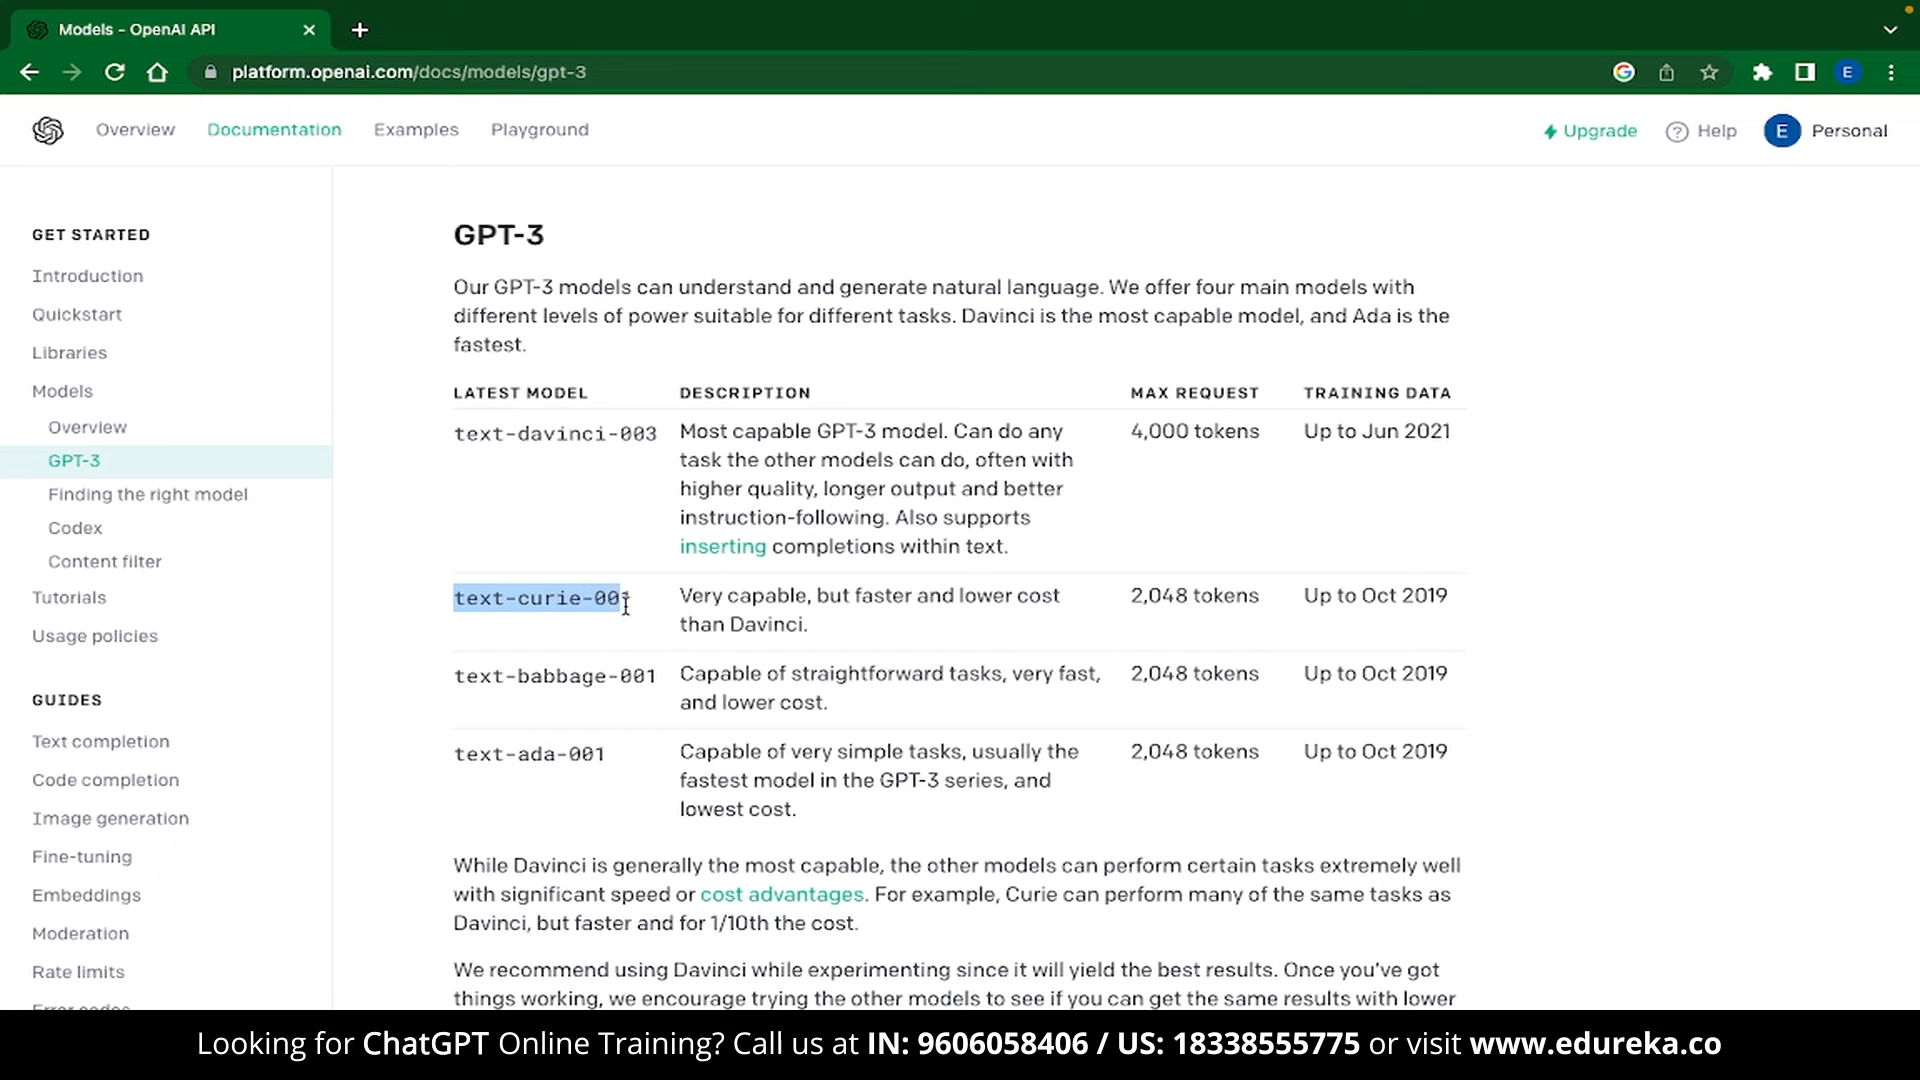 Models - OpenAI API
platform.openai.com/docs/models/gpt-3
E
Overview Documentation Examples Playground
Upgrade ? Help E Personal
GET STARTED
Introduction
Quickstart
Libraries
Models
Overview
GPT-3
Finding the right model
Codex
Content filter
Tutorials
Usage policies
GUIDES
Text completion
Code completion
Image generation
Fine-tuning
Embeddings
Moderation
Rate limits
Error codes
GPT-3
Our GPT-3 models can understand and generate natural language. We offer four main models with
different levels of power suitable for different tasks. Davinci is the most capable model, and Ada is the
fastest.
LATEST MODEL DESCRIPTION MAX REQUEST TRAINING DATA
text-davinci-003 Most capable GPT-3 model. Can do any 4,000 tokens Up to Jun 2021
task the other models can do, often with
higher quality, longer output and better
instruction-following. Also supports
inserting completions within text.
text-curie-001 Very capable, but faster and lower cost 2,048 tokens Up to Oct 2019
than Davinci.
text-babbage-001 Capable of straightforward tasks, very fast, 2,048 tokens Up to Oct 2019
and lower cost.
text-ada-001 Capable of very simple tasks, usually the 2,048 tokens Up to Oct 2019
fastest model in the GPT-3 series, and
lowest cost.
While Davinci is generally the most capable, the other models can perform certain tasks extremely well
with significant speed or cost advantages. For example, Curie can perform many of the same tasks as
Davinci, but faster and for 1/10th the cost.
We recommend using Davinci while experimenting since it will yield the best results. Once you've got
things working, we encourage trying the other models to see if you can get the same results with lower
Looking for ChatGPT Online Training? Call us at IN: 9606058406 / US: 18338555775 or visit www.edureka.co